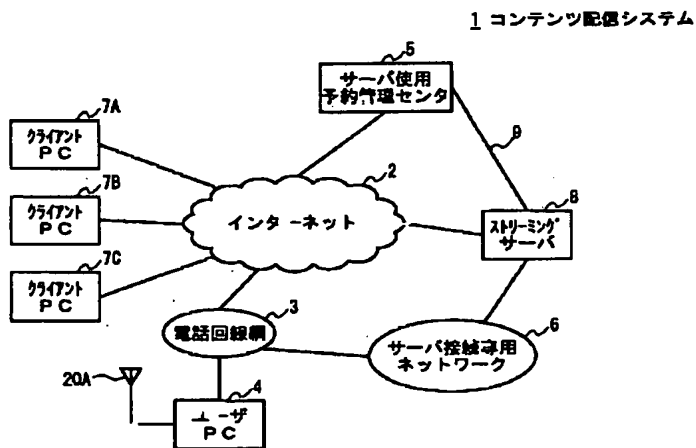 1 コンテンツ配信システム
5
サーバ使用
予約管理センタ
7A
クライアント
PC
9
7B
クライアント
PC
2
インターネット
8
ストリーミング
サーバ
7C
クライアント
PC
3
電話回線網
6
サーバ接続専用
ネットワーク
20A
4
ユーザ
PC